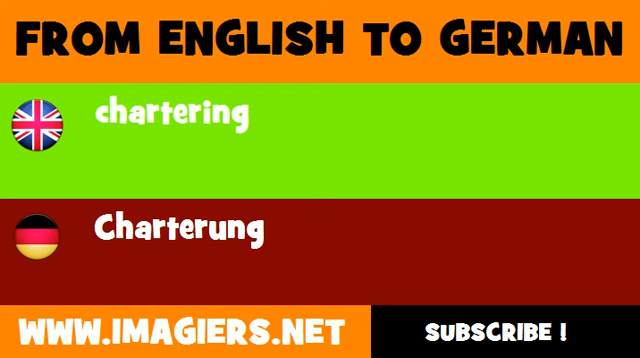 FROM ENGLISH TO GERMAN
chartering
Charterung
WWW.IMAGIERS.NET
SUBSCRIBE !